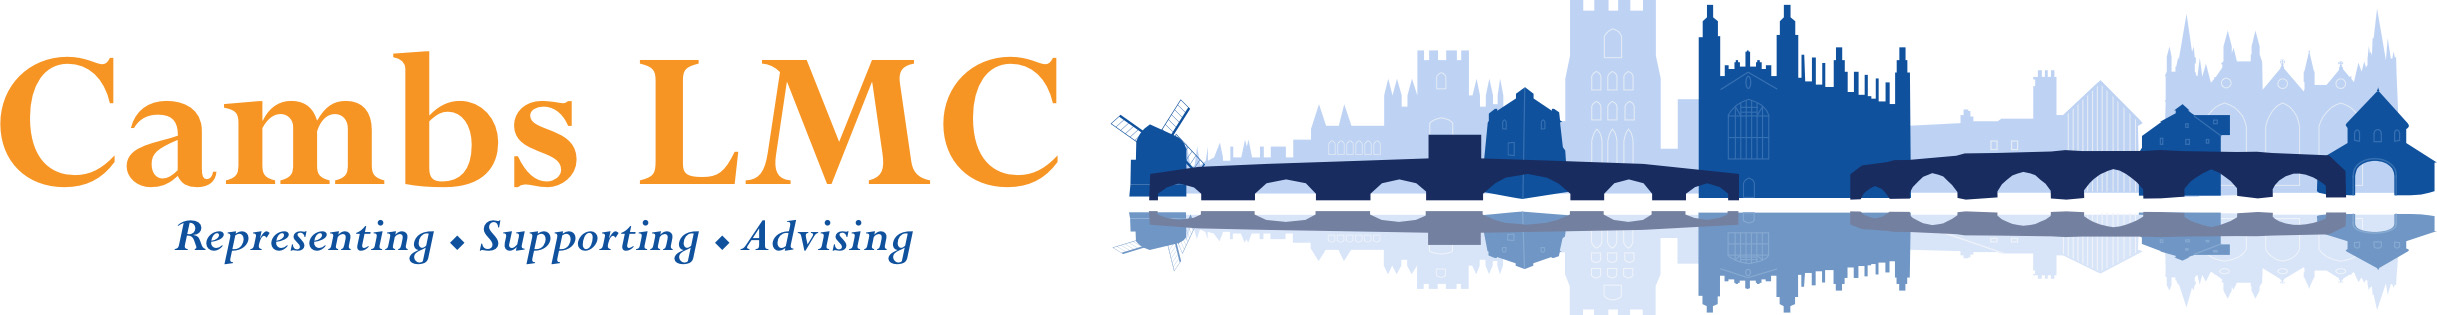 Cambs LMC
Representing ◆ Supporting ◆ Advising